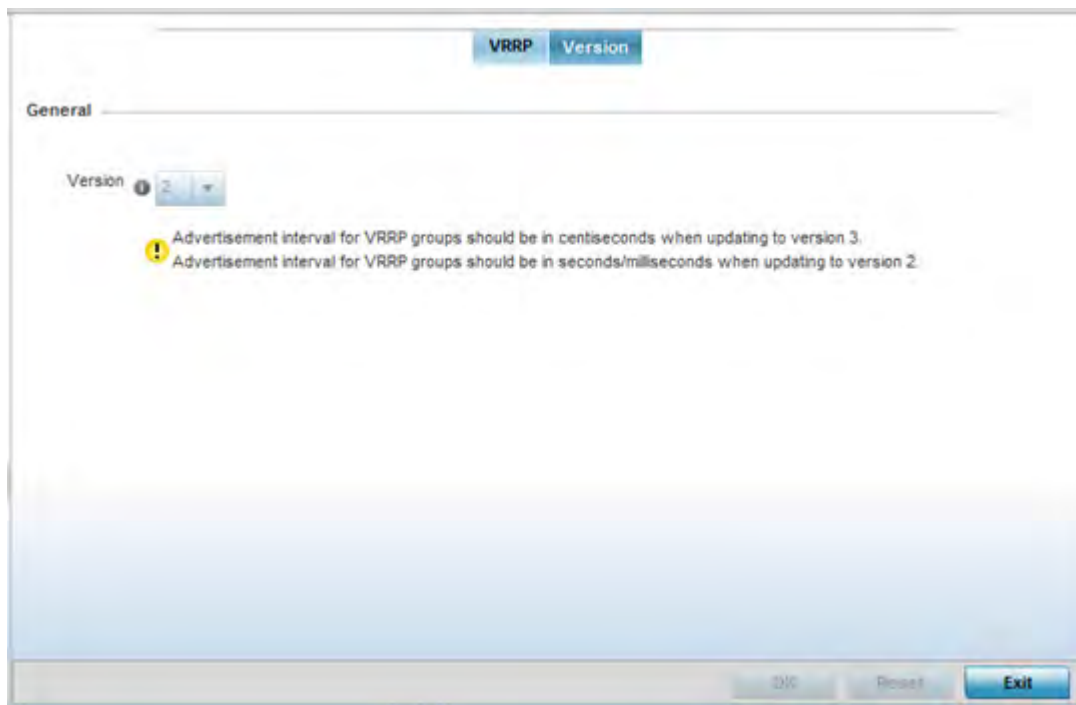 VRRP Version
General
Version 2
Advertisement interval for VRRP groups should be in centiseconds when updating to version 3.
Advertisement interval for VRRP groups should be in seconds/milliseconds when updating to version 2.
OK Reset Exit